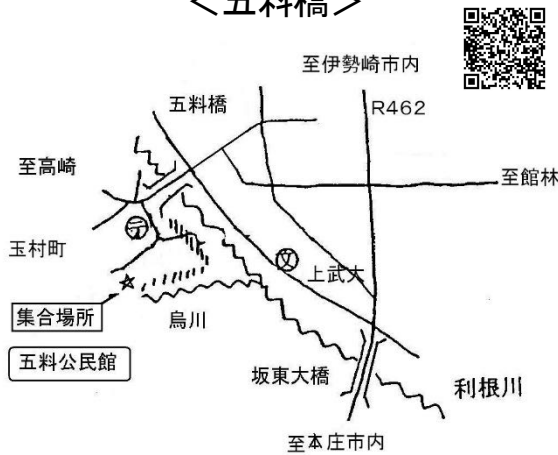 ＜五料橋＞
至伊勢崎市内
五料橋
R462
至高崎
至館林
〒
玉村町
文
上武大
集合場所
烏川
五料公民館
坂東大橋
利根川
至本庄市内